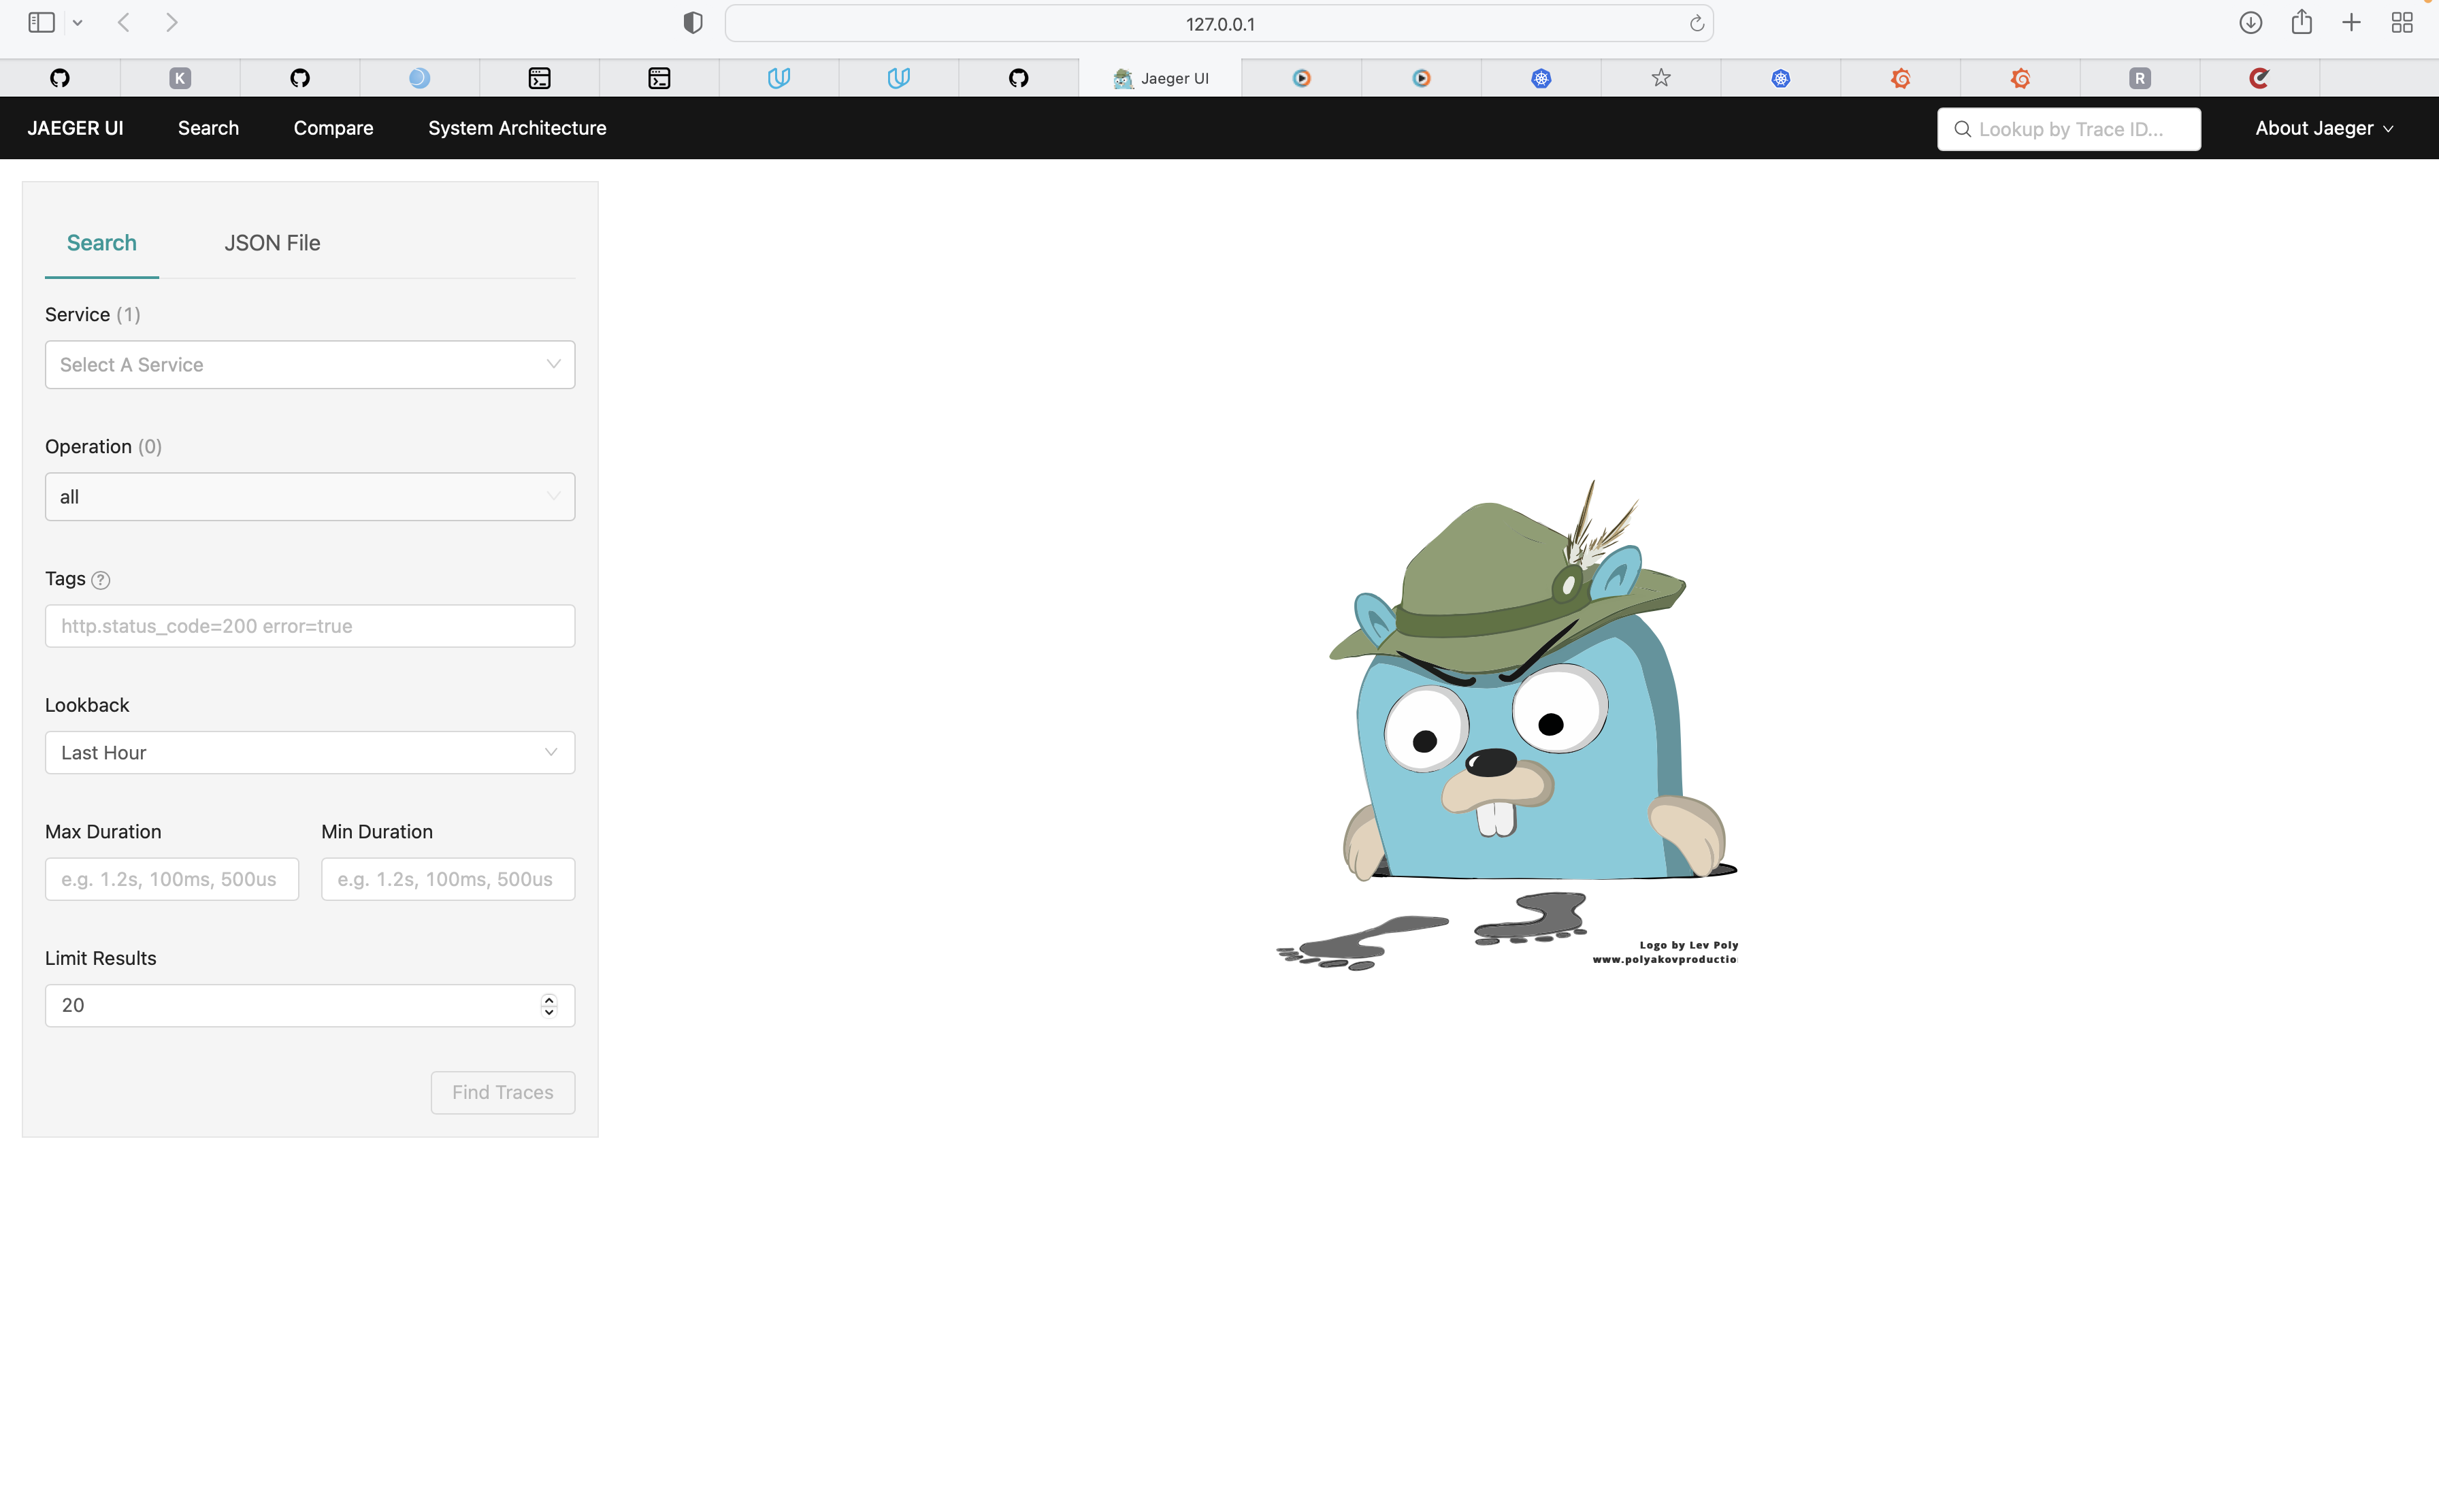 127.0.0.1
K
Jaeger UI
R
JAEGER UI Search Compare System Architecture Lookup by Trace ID... About Jaeger
Search JSON File
Service (1)
Select A Service
Operation (0)
all
Tags ?
http.status_code=200 error=true
Lookback
Last Hour
Max Duration Min Duration
e.g. 1.2s, 100ms, 500us e.g. 1.2s, 100ms, 500us
Limit Results
20
Find Traces
Logo by Lev Poly
www.polyakovproductio